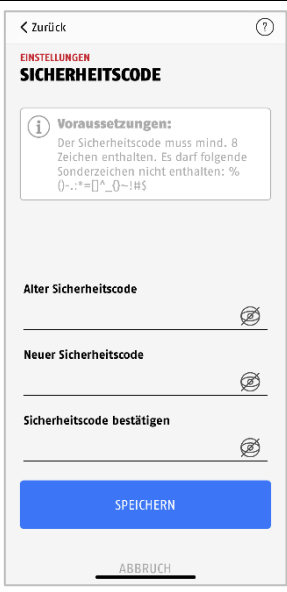 Zurück
?
EINSTELLUNGEN
SICHERHEITSCODE
i
Voraussetzungen:
Der Sicherheitscode muss mind. 8
Zeichen enthalten. Es darf folgende
Sonderzeichen nicht enthalten: %
()-.:*=[]^_{}~!#$
Alter Sicherheitscode
Neuer Sicherheitscode
Sicherheitscode bestätigen
SPEICHERN
ABBRUCH